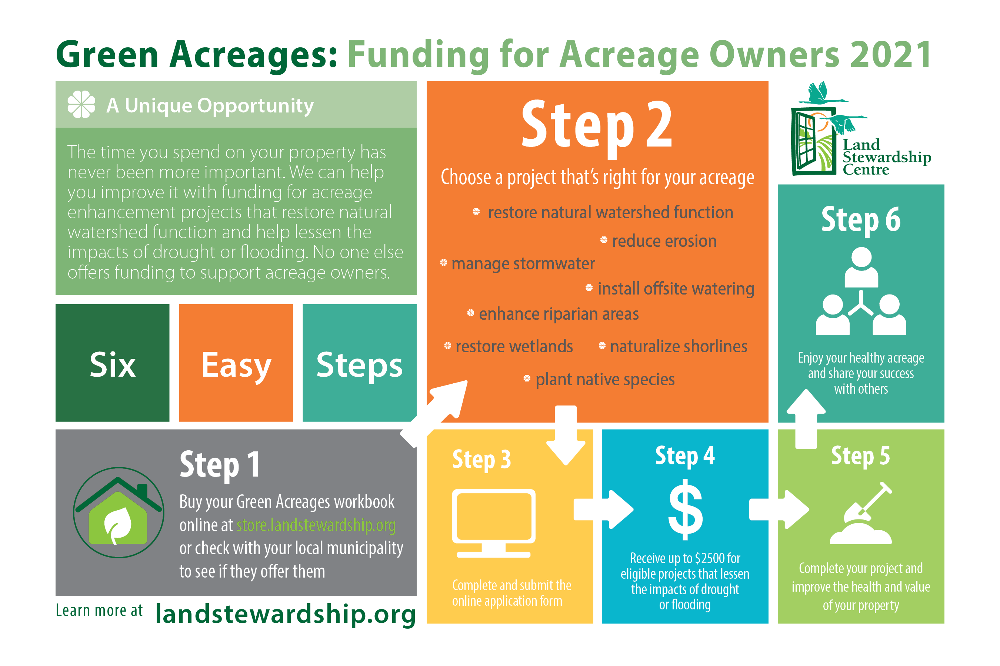 Green Acreages: Funding for Acreage Owners 2021
A Unique Opportunity
The time you spend on your property has
never been more important. We can help
you improve it with funding for acreage
enhancement projects that restore natural
watershed function and help lessen the
impacts of drought or flooding. No one else
offers funding to support acreage owners.
Six
Easy
Steps
Step 1
Buy your Green Acreages workbook
online at store.landstewardship.org
or check with your local municipality
to see if they offer them
Learn more at landstewardship.org
Step 2
Choose a project that's right for your acreage
restore natural watershed function
reduce erosion
manage stormwater
install offsite watering
enhance riparian areas
restore wetlands
naturalize shorlines
plant native species
Step 3
Complete and submit the
online application form
Step 4
$
Receive up to $2500 for
eligible projects that lessen
the impacts of drought
or flooding
Step 5
Complete your project and
improve the health and value
of your property
Land
Stewardship
Centre
Step 6
Enjoy your healthy acreage
and share your success
with others